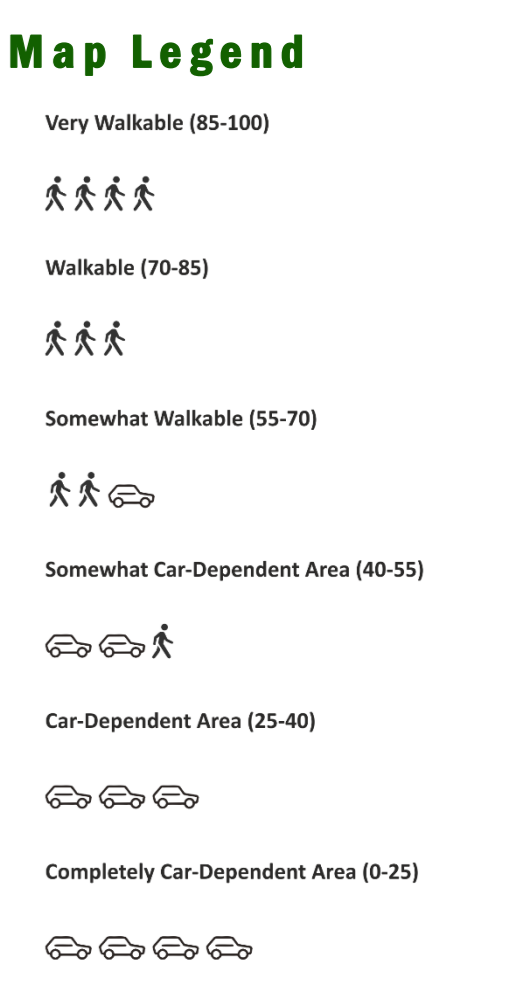 Map Legend
Very Walkable (85-100)
Walkable (70-85)
Somewhat Walkable (55-70)
Somewhat Car-Dependent Area (40-55)
Car-Dependent Area (25-40)
Completely Car-Dependent Area (0-25)